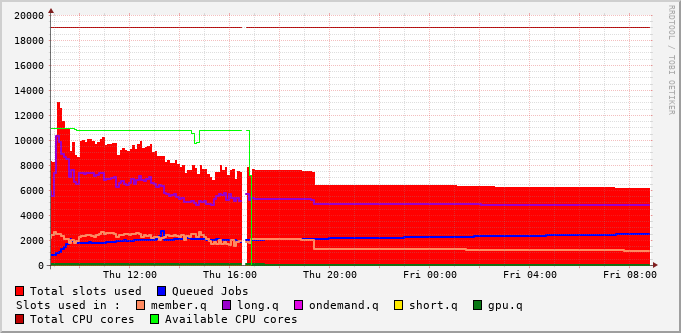 RRDTOOL / TOBI OETIKER
20000
18000
16000
14000
12000
10000
8000
6000
4000
2000
0
Thu 12:00 Thu 16:00 Thu 20:00 Fri 00:00 Fri 04:00 Fri 08:00
Total slots used Queued Jobs
Slots used in : member.q long.q ondemand.q short.q gpu.q
Total CPU cores Available CPU cores